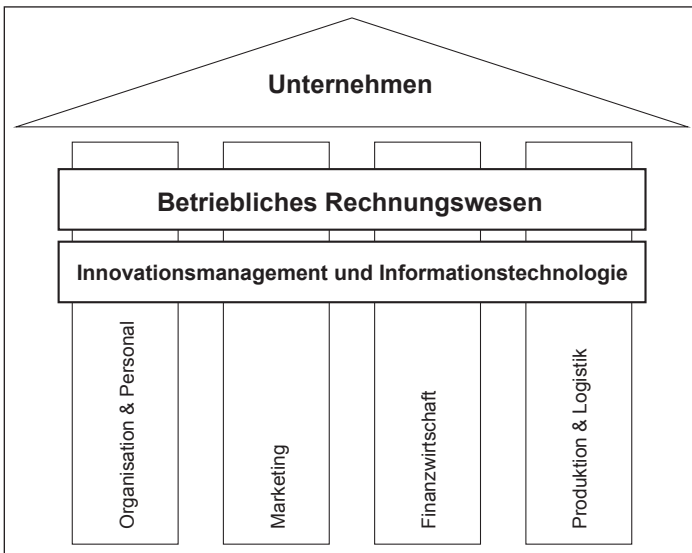 Unternehmen
Betriebliches Rechnungswesen
Innovationsmanagement und Informationstechnologie
Organisation & Personal
Marketing
Finanzwirtschaft
Produktion & Logistik